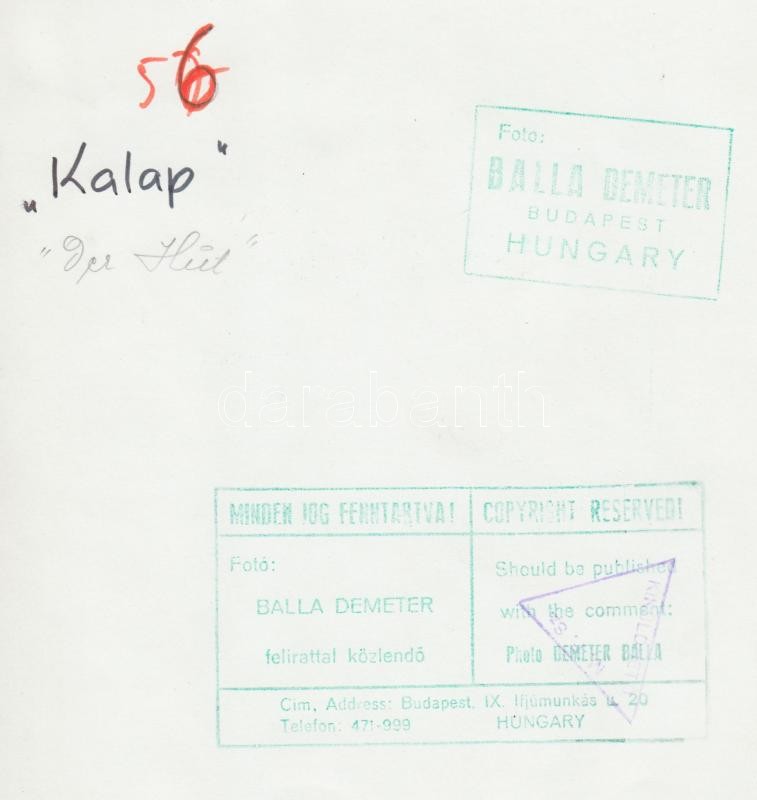 56
„Kalap"
"Der Hut"
Foto:
BALLA DEMETER
BUDAPEST
HUNGARY
darabanth
MINDEN JOG FENNTARTVA!
Fotó:
BALLA DEMETER
felirattal közlendő
COPYRIGHT RESERVED!
Should be published
with the comment:
Photo DEMETER BALLA
Cím, Address: Budapest. IX. Ifjúmunkás u. 20
Telefon: 471-999 HUNGARY